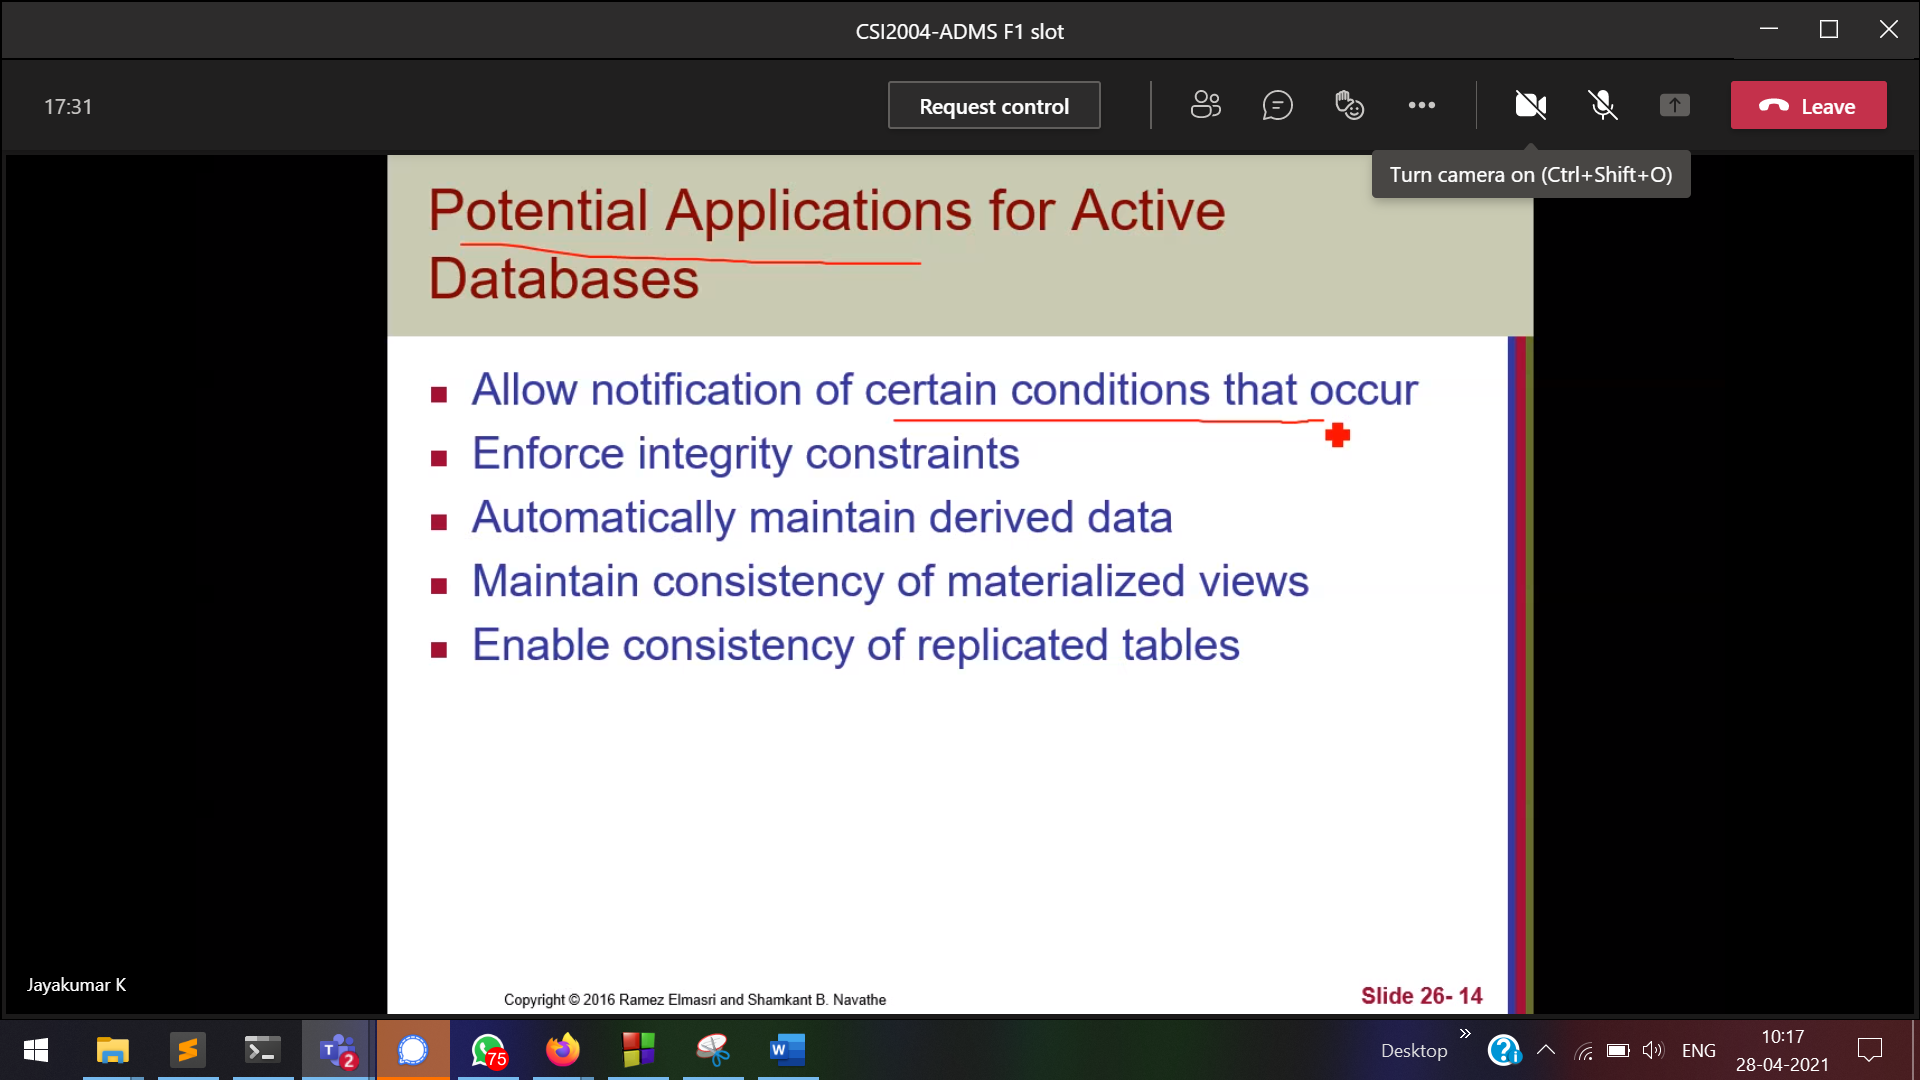 CSI2004-ADMS F1 slot
17:31
Request control
Leave
Turn camera on (Ctrl+Shift+O)
Potential Applications for Active
Databases
Allow notification of certain conditions that occur
Enforce integrity constraints
Automatically maintain derived data
Maintain consistency of materialized views
Enable consistency of replicated tables
Jayakumar K
Copyright © 2016 Ramez Elmasri and Shamkant B. Navathe
Slide 26- 14
T
2
75
W
Desktop
ENG
10:17
28-04-2021